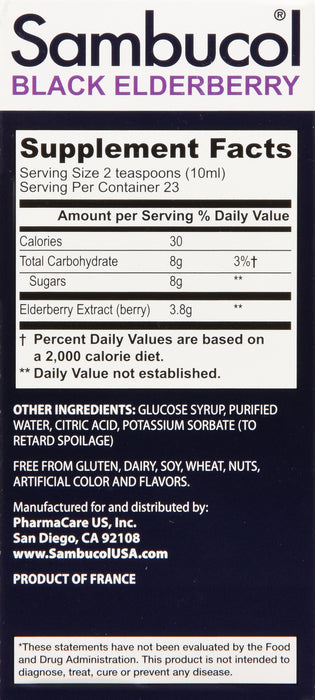 Sambucol®
BLACK ELDERBERRY
Supplement Facts
Serving Size 2 teaspoons (10ml)
Serving Per Container 23
Amount per Serving % Daily Value
Calories 30
Total Carbohydrate 8g 3%†
Sugars 8g **
Elderberry Extract (berry) 3.8g **
† Percent Daily Values are based on
a 2,000 calorie diet.
** Daily Value not established.
OTHER INGREDIENTS: GLUCOSE SYRUP, PURIFIED
WATER, CITRIC ACID, POTASSIUM SORBATE (TO
RETARD SPOILAGE)
FREE FROM GLUTEN, DAIRY, SOY, WHEAT, NUTS,
ARTIFICIAL COLOR AND FLAVORS.
Manufactured for and distributed by:
PharmaCare US, Inc.
San Diego, CA 92108
www.SambucolUSA.com
PRODUCT OF FRANCE
*These statements have not been evaluated by the Food
and Drug Administration. This product is not intended to
diagnose, treat, cure or prevent any disease.